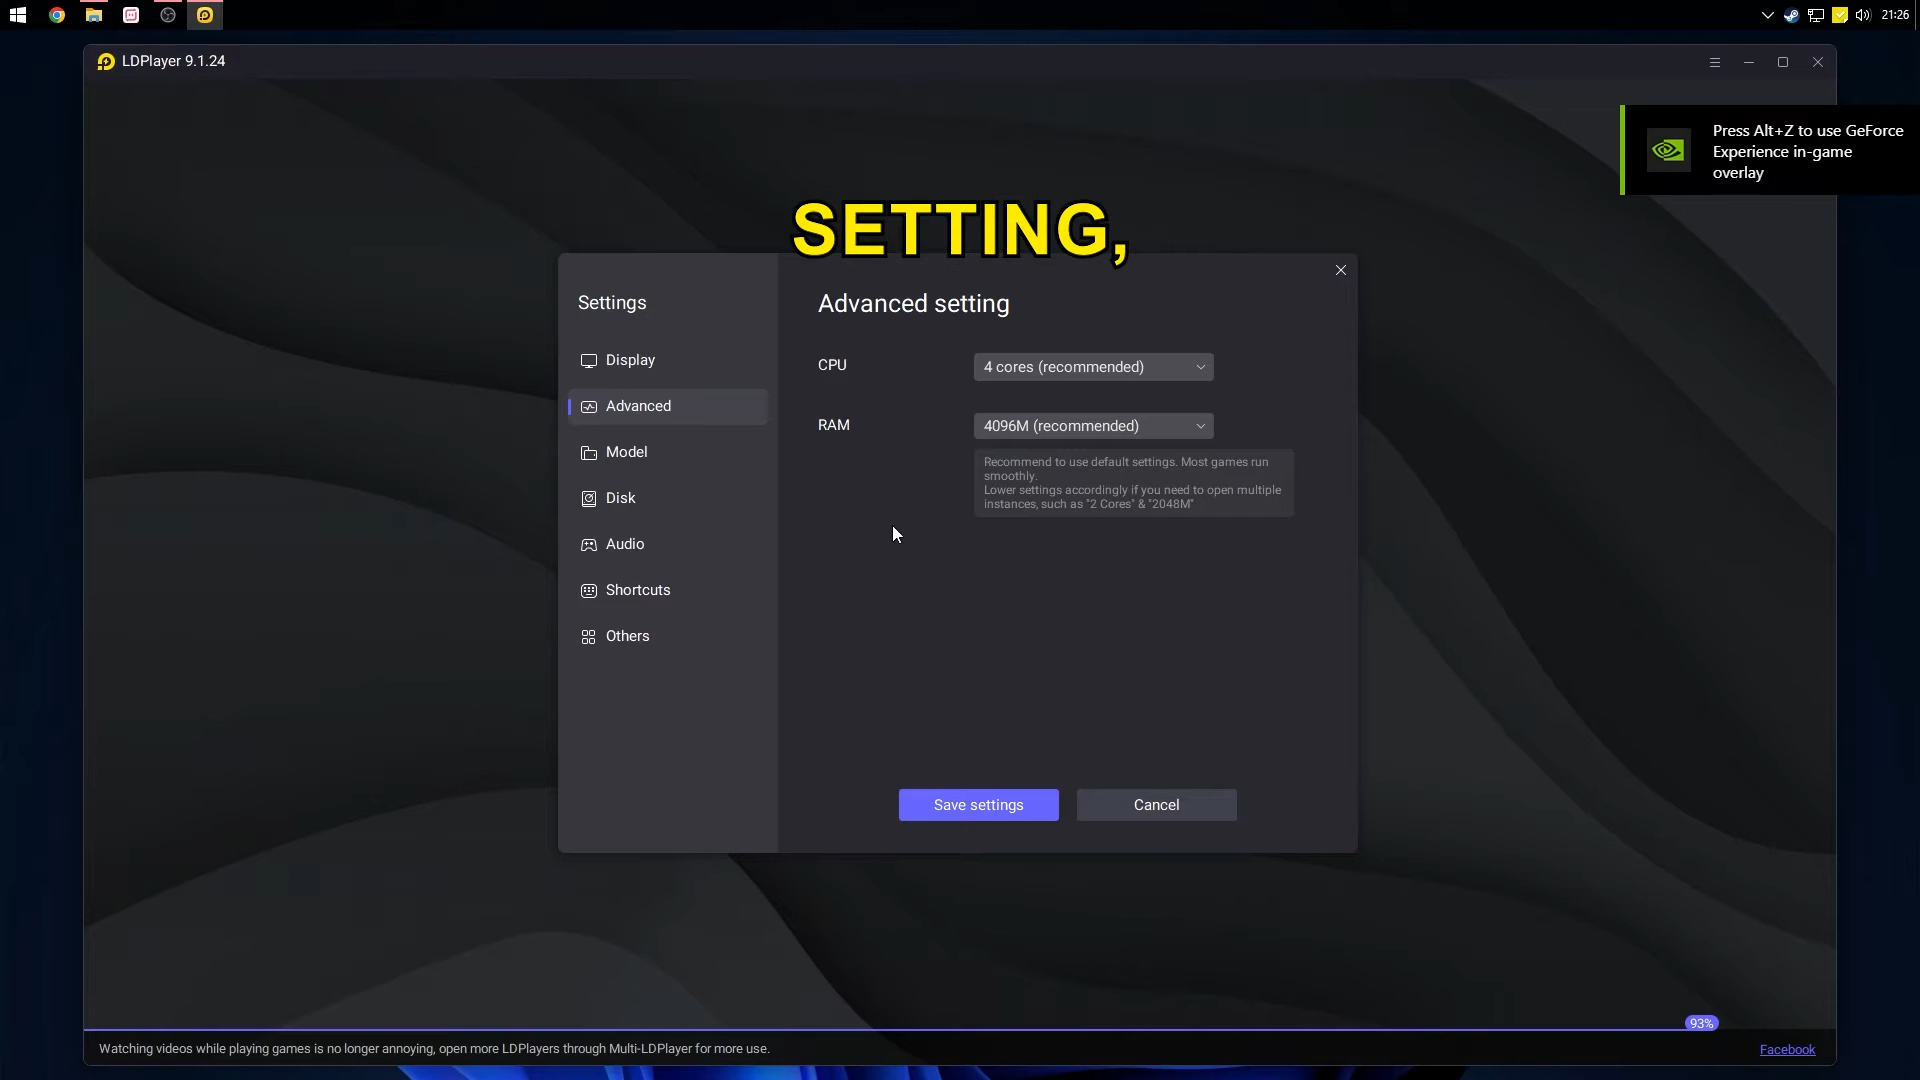 21:26
LDPlayer 9.1.24
Press Alt+Z to use GeForce
Experience in-game
overlay
SETTING,
Settings
Advanced setting
Display
CPU
4 cores (recommended)
Advanced
RAM
4096M (recommended)
Model
Recommend to use default settings. Most games run
smoothly.
Lower settings accordingly if you need to open multiple
instances, such as "2 Cores" & "2048M"
Disk
Audio
Shortcuts
Others
Save settings
Cancel
93%
Watching videos while playing games is no longer annoying, open more LDPlayers through Multi-LDPlayer for more use.
Facebook